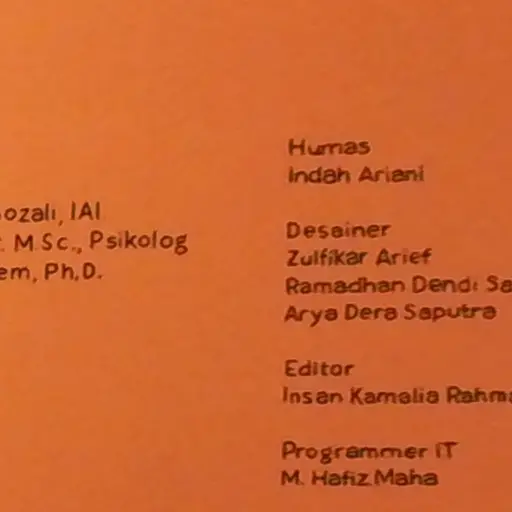 ozali, IAI
M.Sc., Psikolog
em, Ph.D.
Humas
Indah Ariani
Desainer
Zulfikar Arief
Ramadhan Dendi Sa
Arya Dera Saputra
Editor
Insan Kamalia Rahma
Programmer IT
M. Hafiz Maha